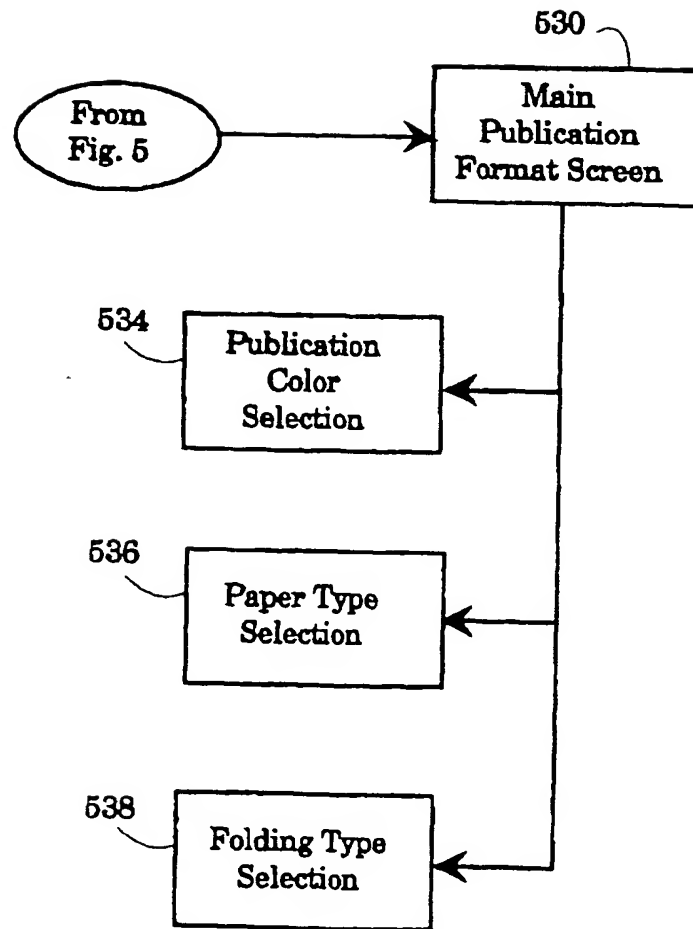 530
From
Fig. 5
Main
Publication
Format Screen
534
Publication
Color
Selection
536
Paper Type
Selection
538
Folding Type
Selection